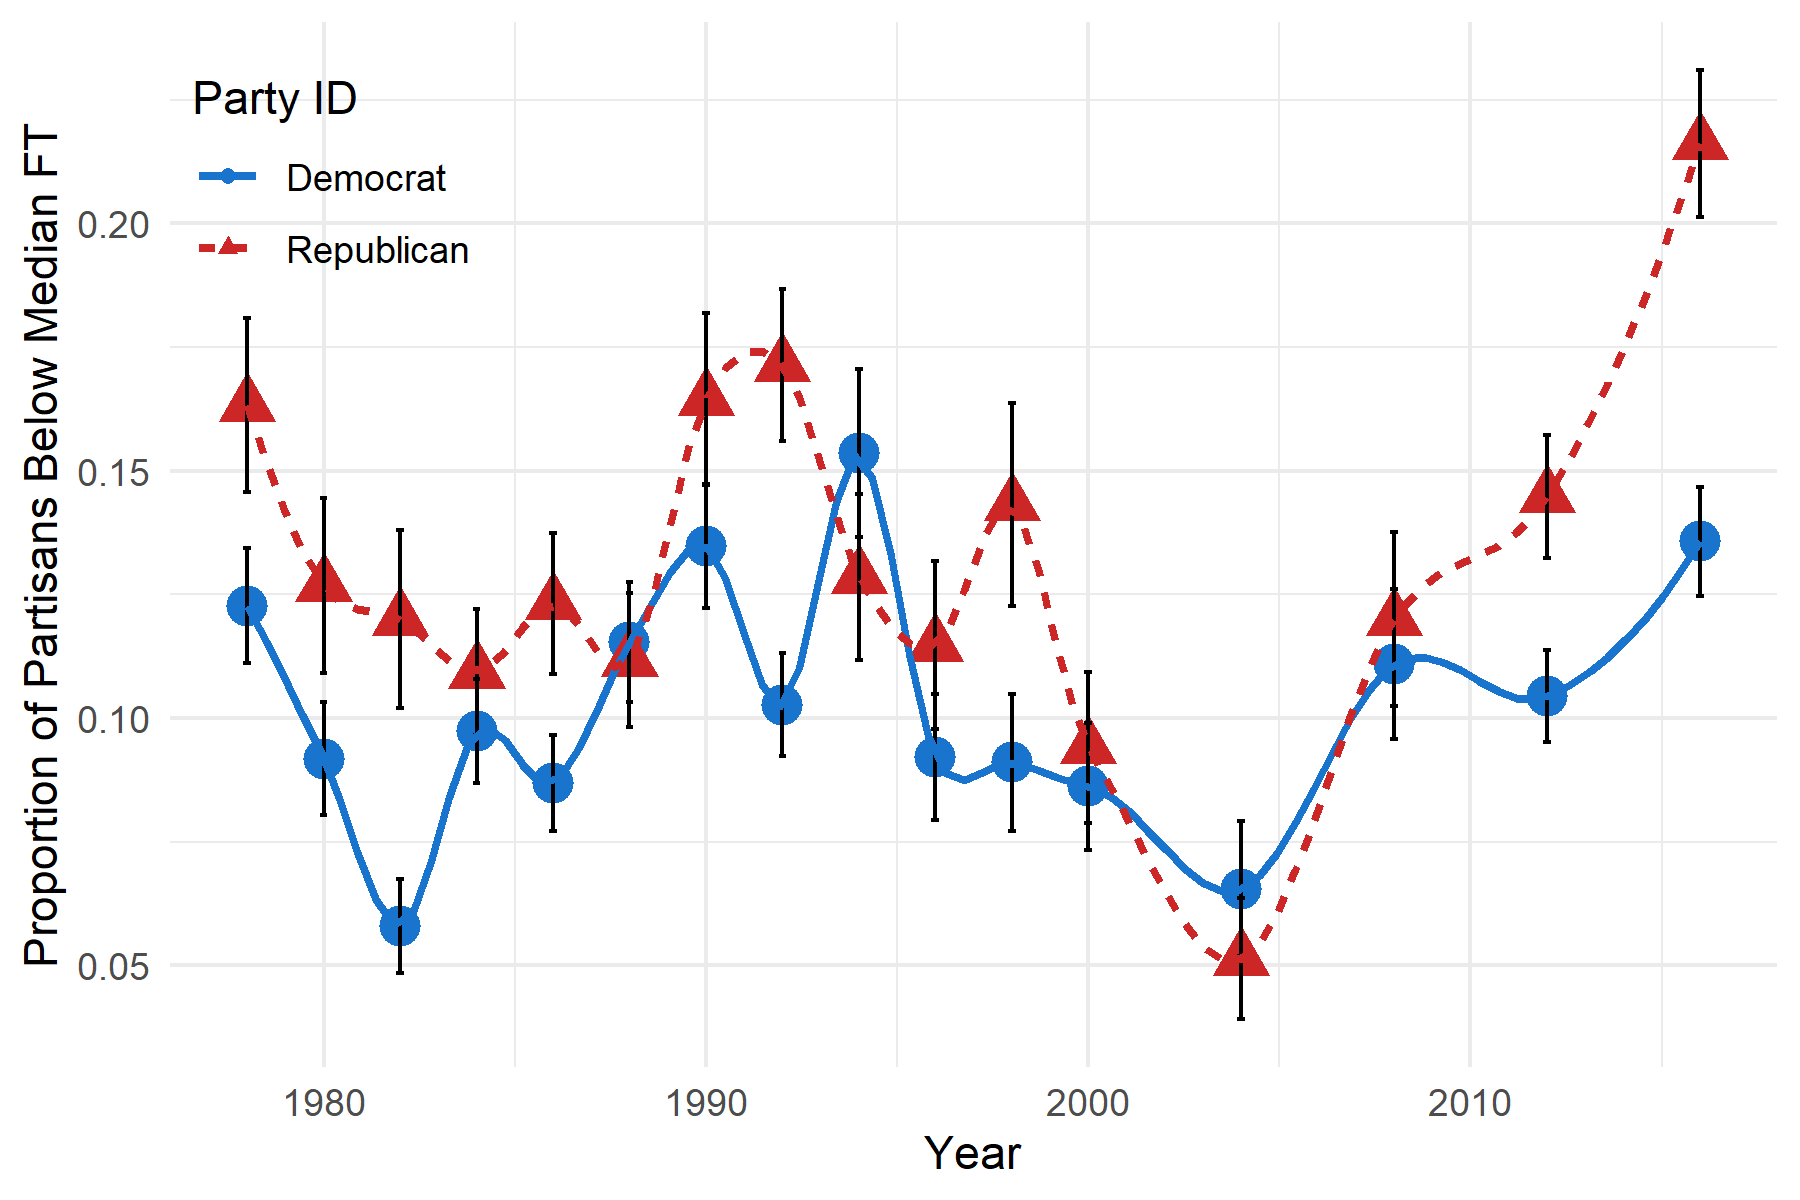 Party ID
Democrat
Republican
Proportion of Partisans Below Median FT
0.20
0.15
0.10
0.05
1980 1990 2000 2010
Year